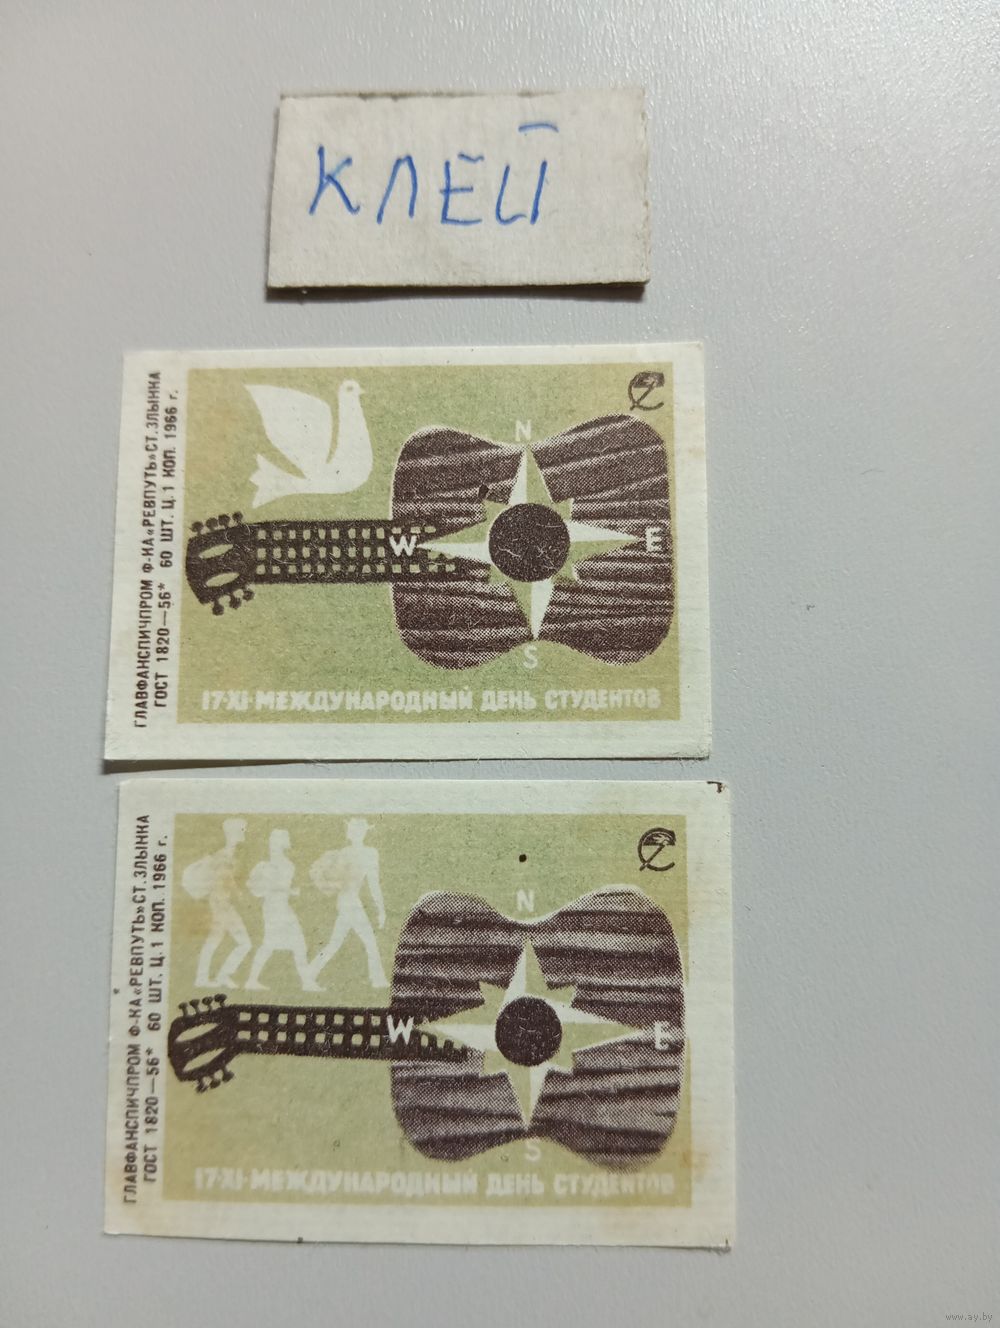 КЛЕЙ
ГЛАВФАНСПИЧПРОМ Ф-КА «РЕВПУТЬ» СТ. ЗЛЫНКА
ГОСТ 1820—56* 60 ШТ. Ц. 1 КОП. 1966 г.
N
W E
S
17·XI·МЕЖДУНАРОДНЫЙ ДЕНЬ СТУДЕНТОВ
ГЛАВФАНСПИЧПРОМ Ф-КА «РЕВПУТЬ» СТ. ЗЛЫНКА
ГОСТ 1820—56* 60 ШТ. Ц. 1 КОП. 1966 г.
N
W E
S
17·XI·МЕЖДУНАРОДНЫЙ ДЕНЬ СТУДЕНТОВ
www.ay.by